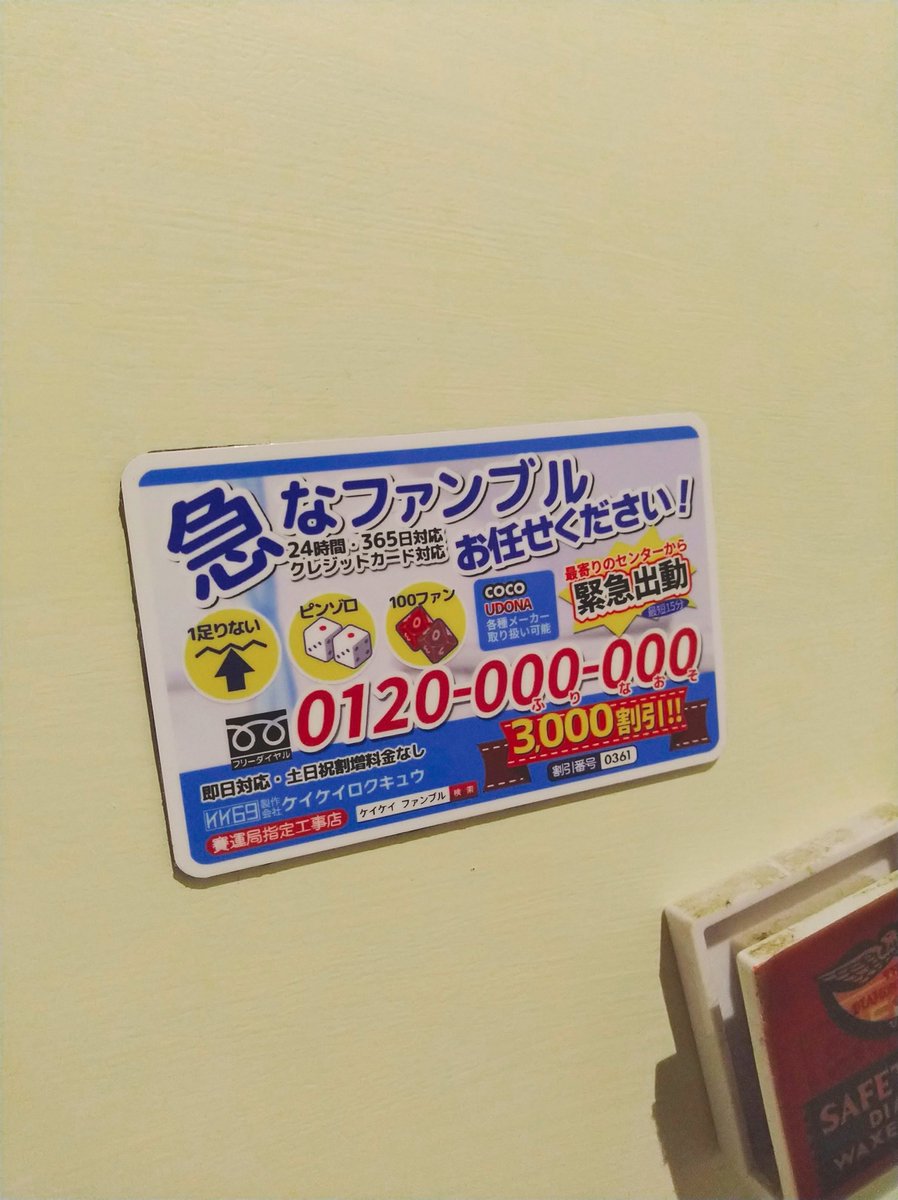 急なファンブル
お任せください!
24時間・365日対応
クレジットカード対応
1足りない
ピンゾロ
100ファン
COCO
UDONA
各種メーカー
取り扱い可能
最寄りのセンターから
緊急出動
最短15分
0120-000-000
ふりなおそ
フリーダイヤル
3,000割引!!
割引番号 0361
即日対応・土日祝割増料金なし
KK69 製作会社 ケイケイロクキュウ
ケイケイ ファンブル 検索
賽運局指定工事店